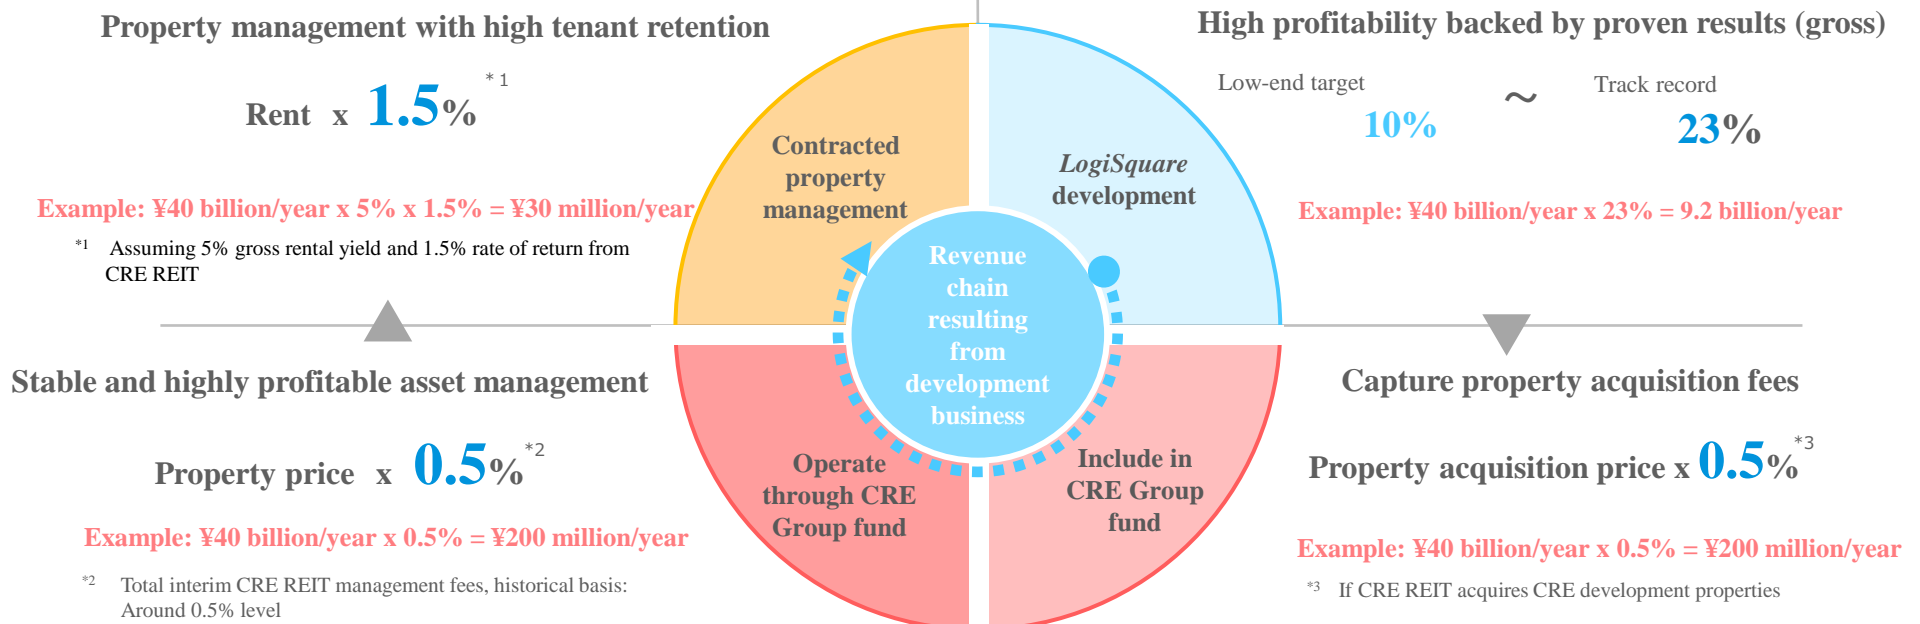 Property management with high tenant retention
Rent x 1.5% *1
Example: ¥40 billion/year x 5% x 1.5% = ¥30 million/year
*1 Assuming 5% gross rental yield and 1.5% rate of return from
CRE REIT
High profitability backed by proven results (gross)
Low-end target
10%
~
Track record
23%
Example: ¥40 billion/year x 23% = 9.2 billion/year
Contracted
property
management
LogiSquare
development
Revenue
chain
resulting
from
development
business
Operate
through CRE
Group fund
Include in
CRE Group
fund
Stable and highly profitable asset management
Property price x 0.5% *2
Example: ¥40 billion/year x 0.5% = ¥200 million/year
*2 Total interim CRE REIT management fees, historical basis:
Around 0.5% level
Capture property acquisition fees
Property acquisition price x 0.5% *3
Example: ¥40 billion/year x 0.5% = ¥200 million/year
*3 If CRE REIT acquires CRE development properties